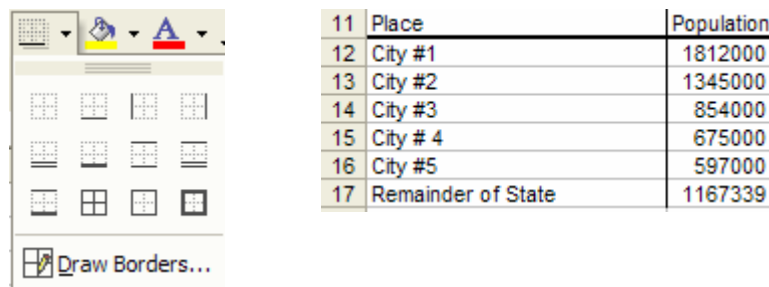 A
Draw Borders...
11 Place Population
12 City #1 1812000
13 City #2 1345000
14 City #3 854000
15 City # 4 675000
16 City #5 597000
17 Remainder of State 1167339